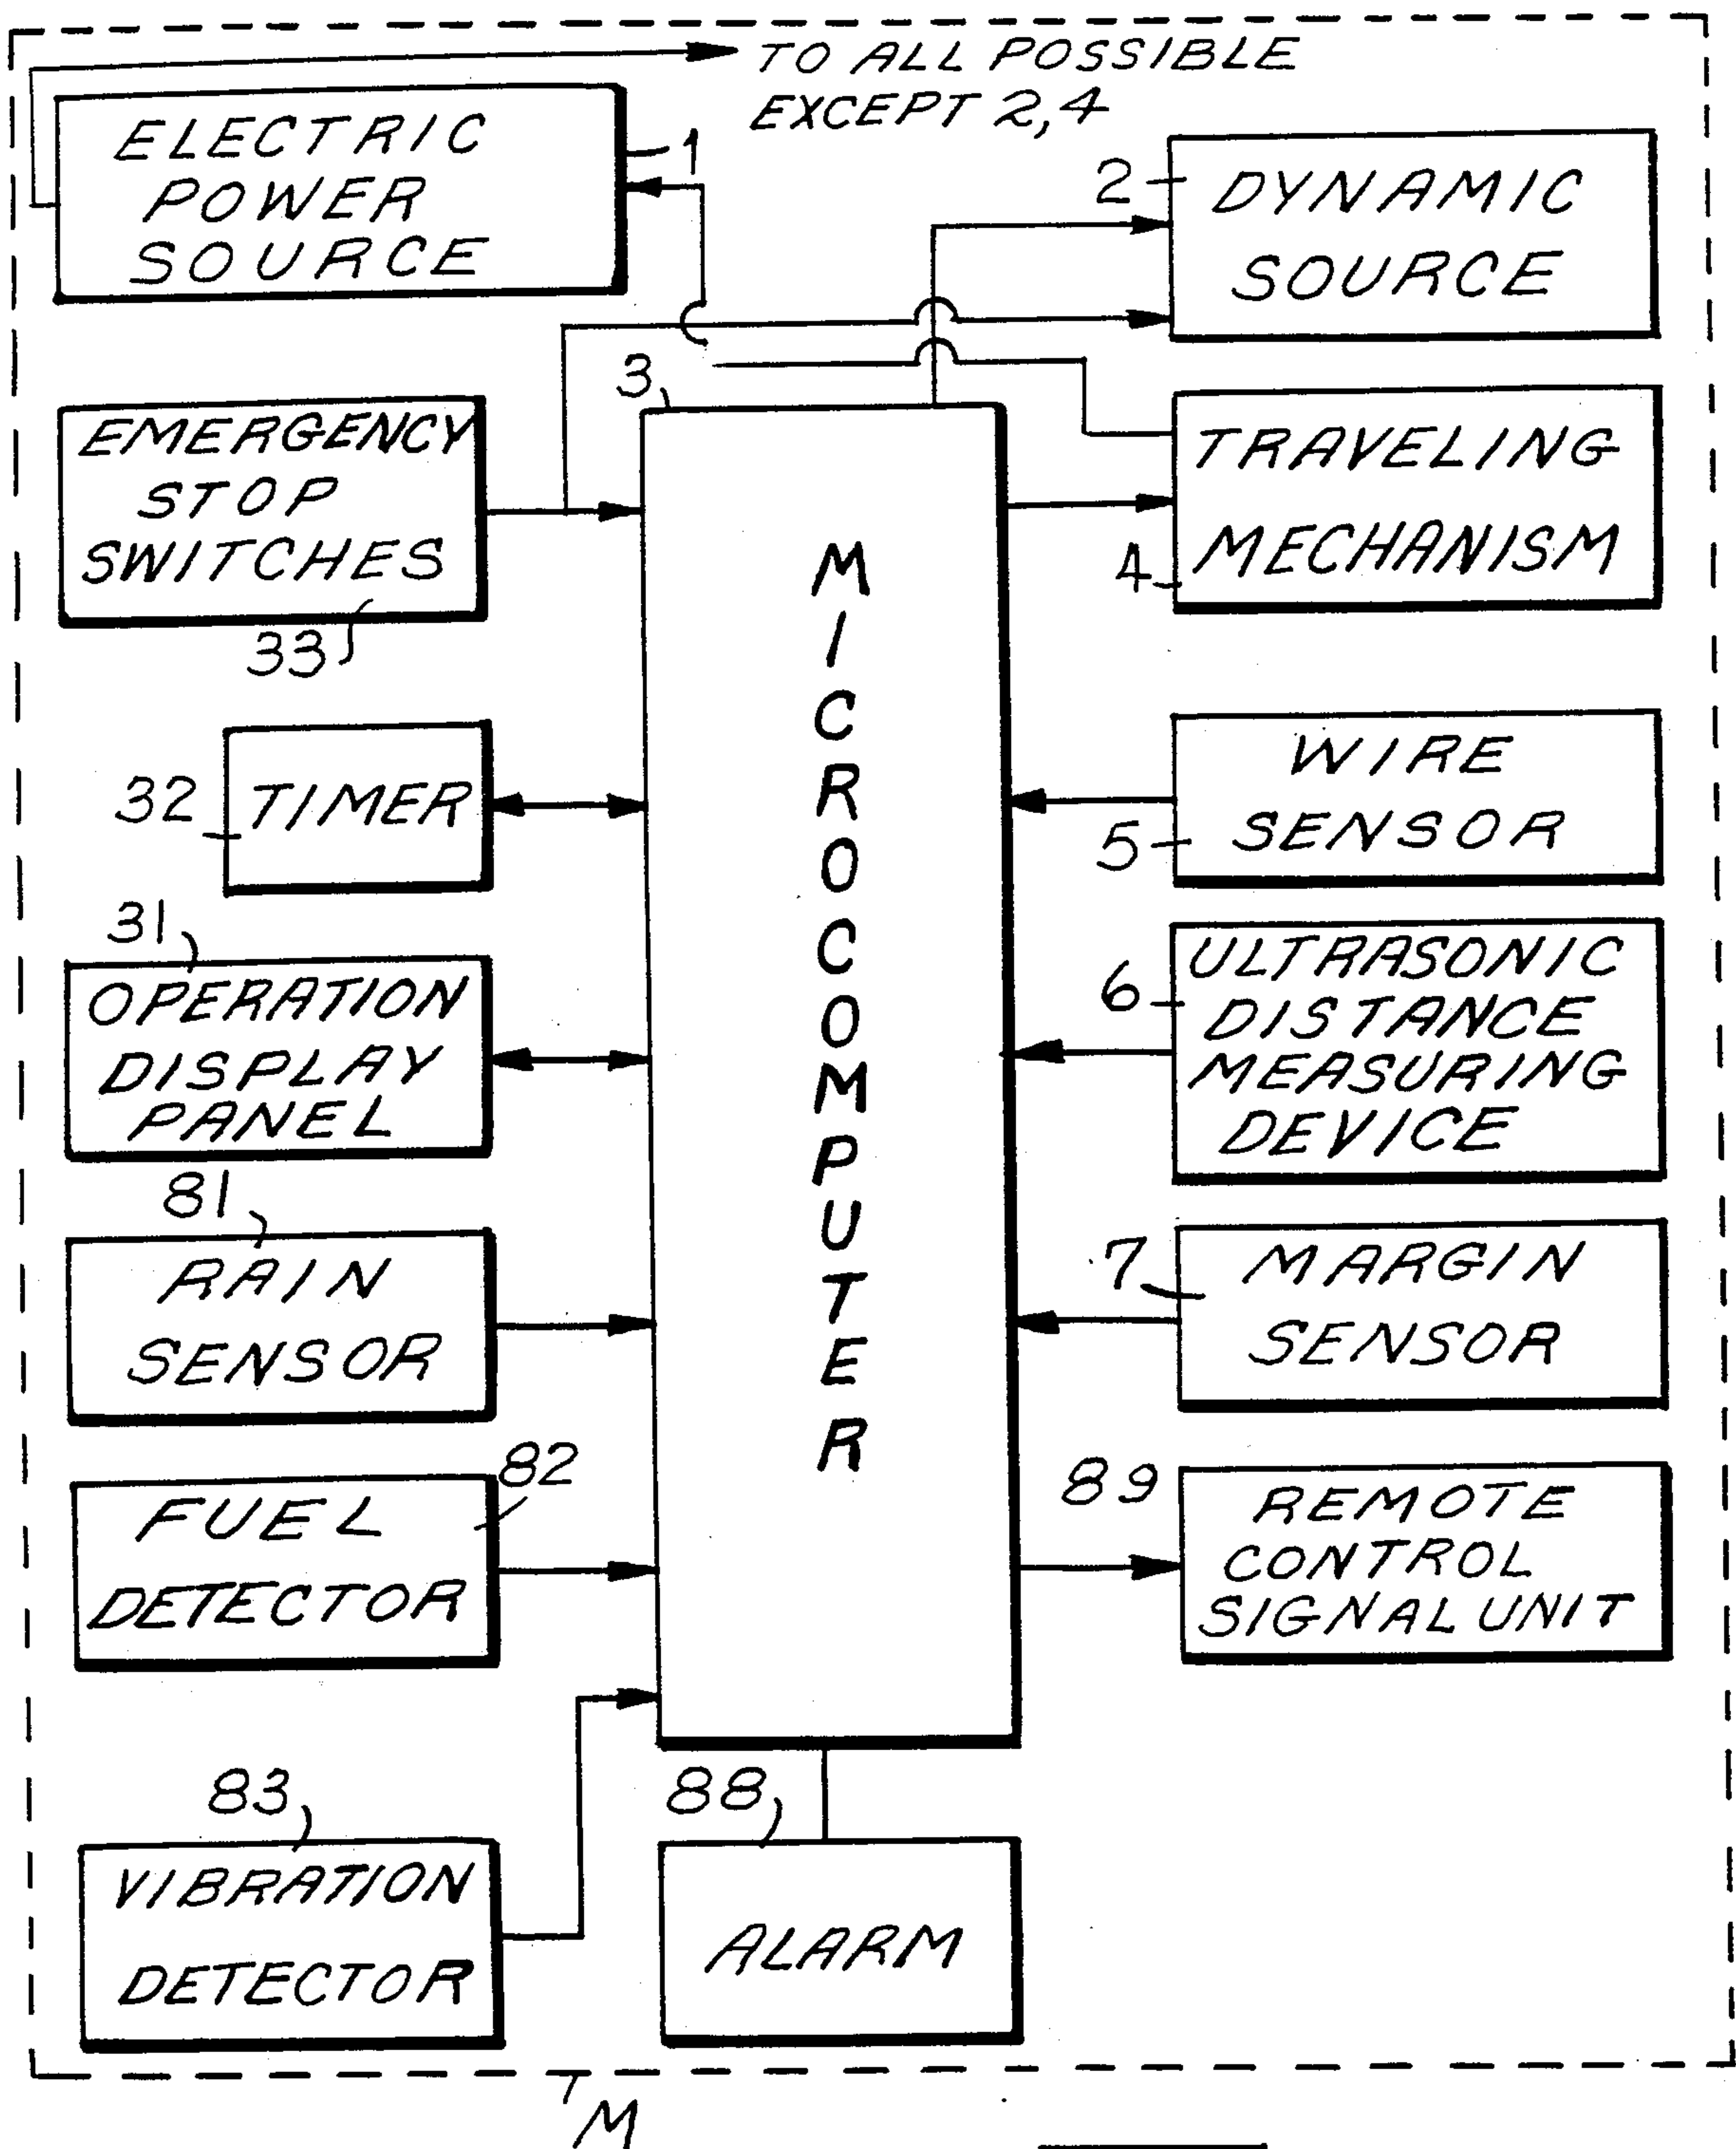 TO ALL POSSIBLE
EXCEPT 2,4
ELECTRIC
POWER
SOURCE
1
2
DYNAMIC
SOURCE
EMERGENCY
STOP
SWITCHES
33
3
MICROCOMPUTER
TRAVELING
MECHANISM
4
32
TIMER
WIRE
SENSOR
5
31
OPERATION
DISPLAY
PANEL
6
ULTRASONIC
DISTANCE
MEASURING
DEVICE
81
RAIN
SENSOR
7
MARGIN
SENSOR
82
FUEL
DETECTOR
89
REMOTE
CONTROL
SIGNAL UNIT
83
VIBRATION
DETECTOR
88
ALARM
M